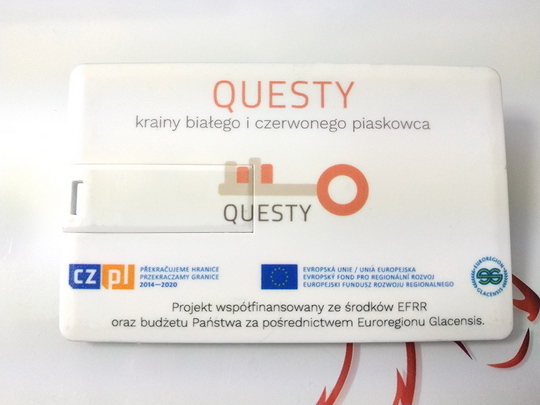 QUESTY
krainy białego i czerwonego piaskowca
QUESTY
cz pl
PŘEKRAČUJEME HRANICE
PRZEKRACZAMY GRANICE
2014—2020
EVROPSKÁ UNIE / UNIA EUROPEJSKA
EVROPSKÝ FOND PRO REGIONÁLNÍ ROZVOJ
EUROPEJSKI FUNDUSZ ROZWOJU REGIONALNEGO
EUROREGION
GLACENSIS
Projekt współfinansowany ze środków EFRR
oraz budżetu Państwa za pośrednictwem Euroregionu Glacensis.